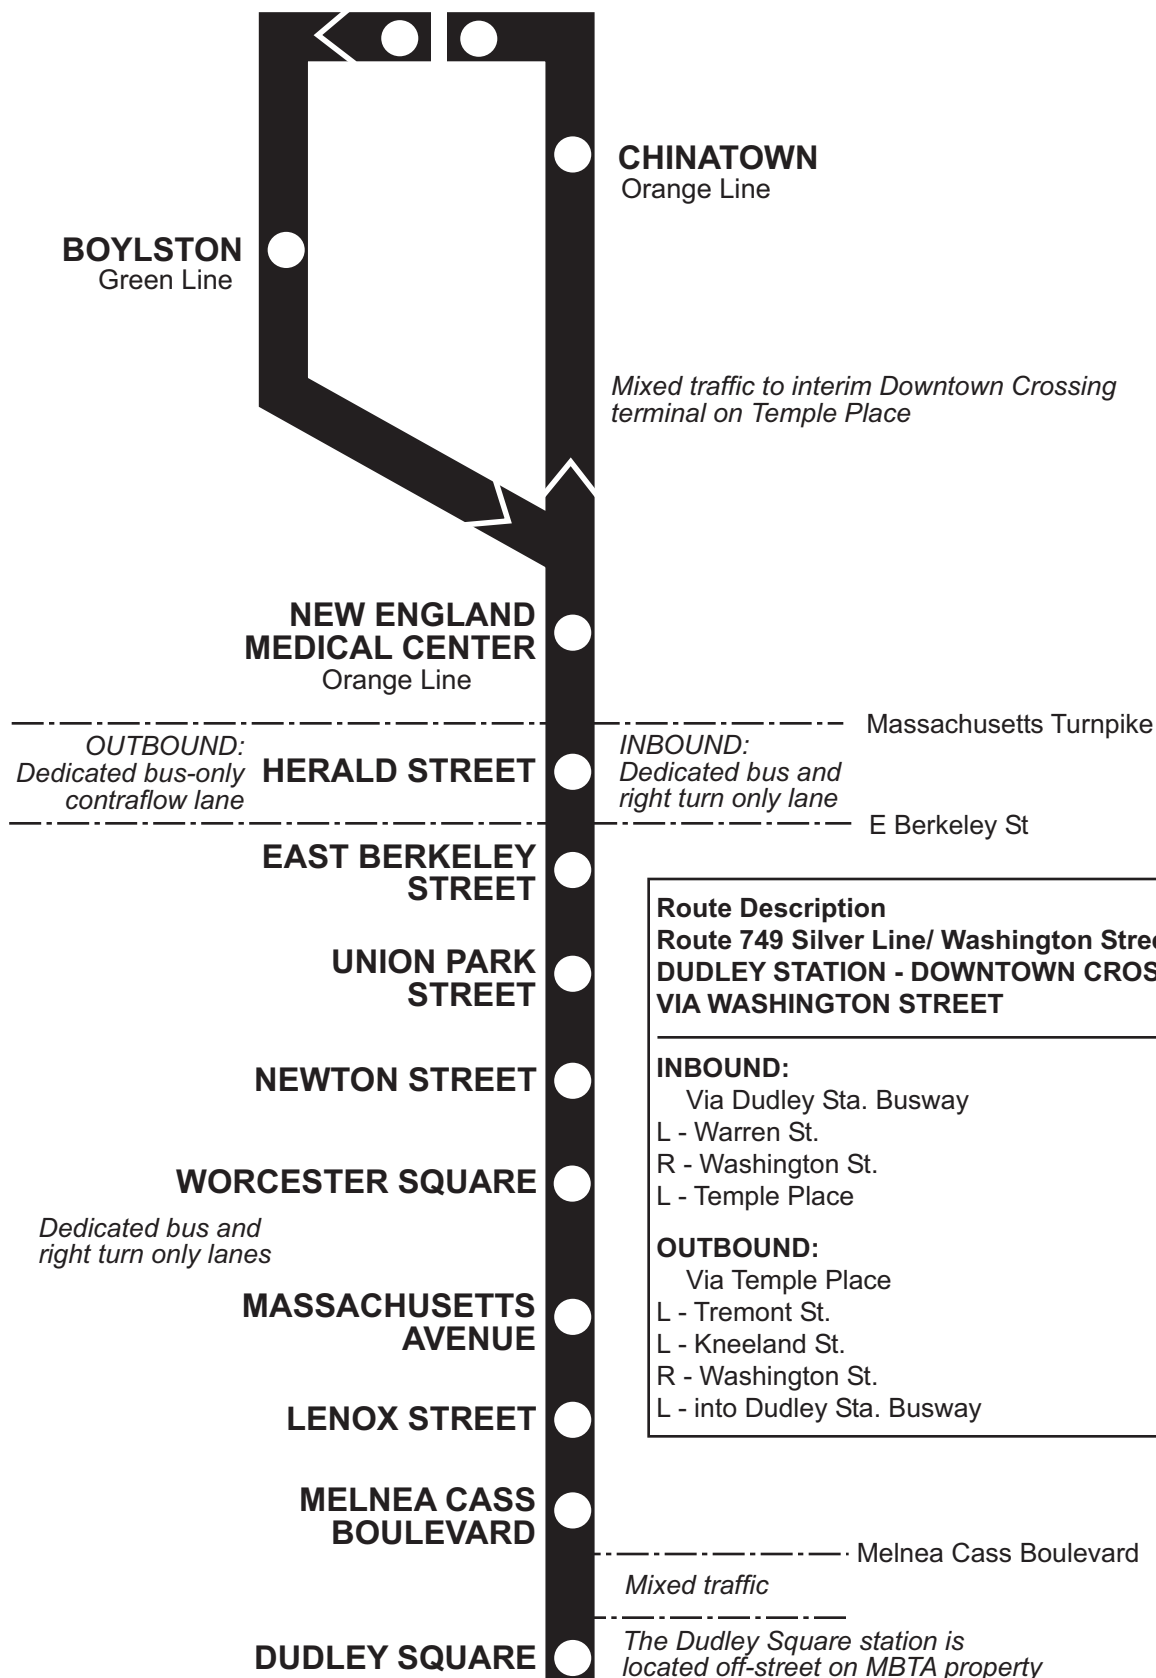 CHINATOWN
Orange Line
BOYLSTON
Green Line
Mixed traffic to interim Downtown Crossing
terminal on Temple Place
NEW ENGLAND
MEDICAL CENTER
Orange Line
Massachusetts Turnpike
OUTBOUND:
Dedicated bus-only
contraflow lane
HERALD STREET
INBOUND:
Dedicated bus and
right turn only lane
E Berkeley St
EAST BERKELEY
STREET
UNION PARK
STREET
NEWTON STREET
WORCESTER SQUARE
Dedicated bus and
right turn only lanes
MASSACHUSETTS
AVENUE
LENOX STREET
MELNEA CASS
BOULEVARD
Route Description
Route 749 Silver Line/ Washington Stree
DUDLEY STATION - DOWNTOWN CROS
VIA WASHINGTON STREET
INBOUND:
Via Dudley Sta. Busway
L - Warren St.
R - Washington St.
L - Temple Place
OUTBOUND:
Via Temple Place
L - Tremont St.
L - Kneeland St.
R - Washington St.
L - into Dudley Sta. Busway
Melnea Cass Boulevard
Mixed traffic
DUDLEY SQUARE
The Dudley Square station is
located off-street on MBTA property